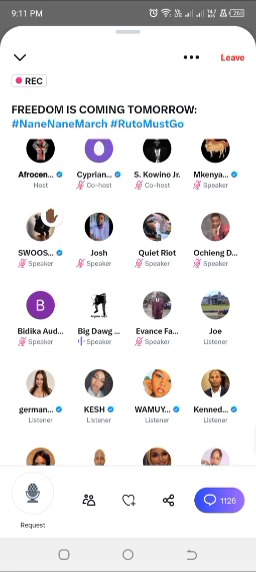 9:11 PM
Leave
REC
FREEDOM IS COMING TOMORROW:
#NaneNaneMarch #RutoMustGo
Afrocen... Cyprian... S. Kowino Jr. Mkenya...
Host Co-host Co-host Speaker
SWOOS... Josh Quiet Riot Ochieng D...
Speaker Speaker Speaker Speaker
B
Bidika Aud... Big Dawg ... Evance Fa... Joe
Speaker Speaker Speaker Listener
german... KESH WAMUY... Kenned...
Listener Listener Listener Listener
1126
Request